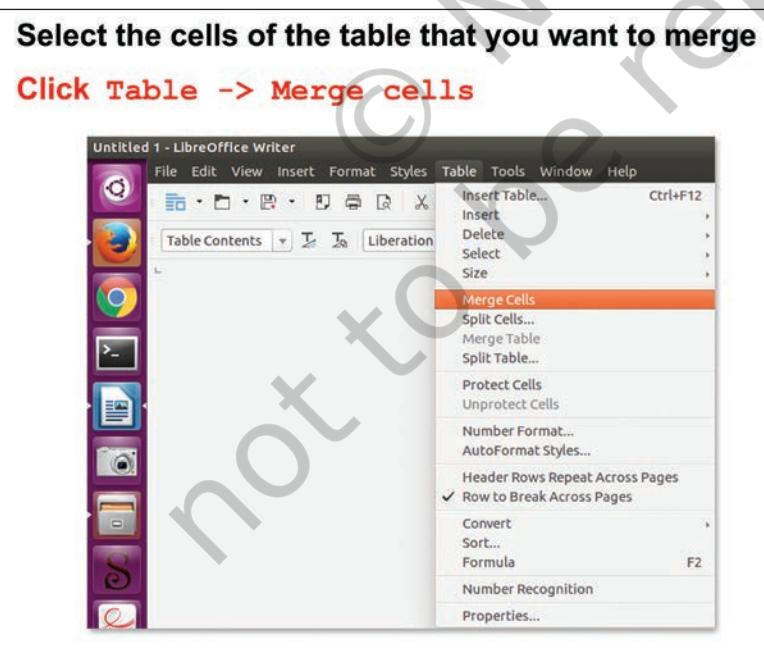 Select the cells of the table that you want to merge
Click Table -> Merge cells
Untitled 1 - LibreOffice Writer
File Edit View Insert Format Styles Table Tools Window Help
Insert Table... Ctrl+F12
Insert
Delete
Select
Size
Table Contents Liberation
Merge Cells
Split Cells...
Merge Table
Split Table...
Protect Cells
Unprotect Cells
Number Format...
AutoFormat Styles...
Header Rows Repeat Across Pages
✓ Row to Break Across Pages
Convert
Sort...
Formula F2
Number Recognition
Properties...
©
not to be re